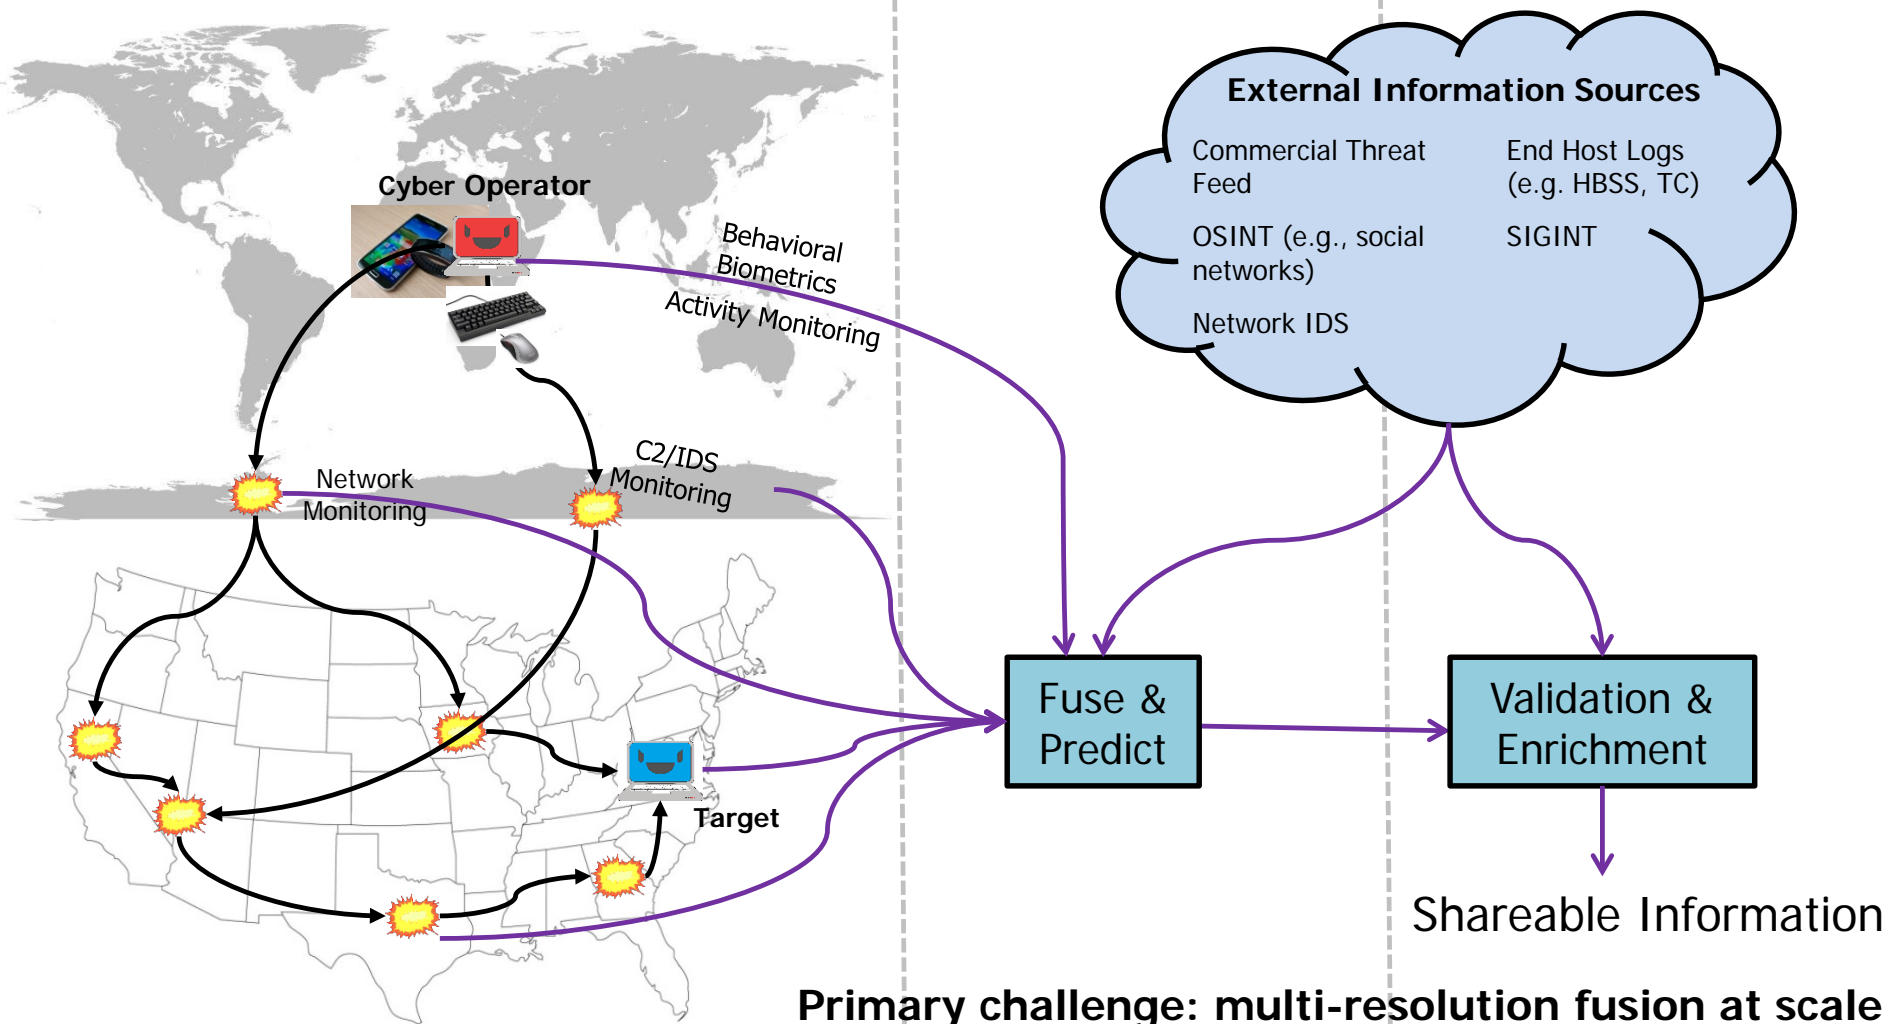 External Information Sources
Commercial Threat
Feed
OSINT (e.g., social
networks)
Network IDS
End Host Logs
(e.g. HBSS, TC)
SIGINT
Cyber Operator
Behavioral
Biometrics
Activity Monitoring
C2/IDS
Monitoring
Network
Monitoring
Target
Fuse &
Predict
Validation &
Enrichment
Shareable Information
Primary challenge: multi-resolution fusion at scale